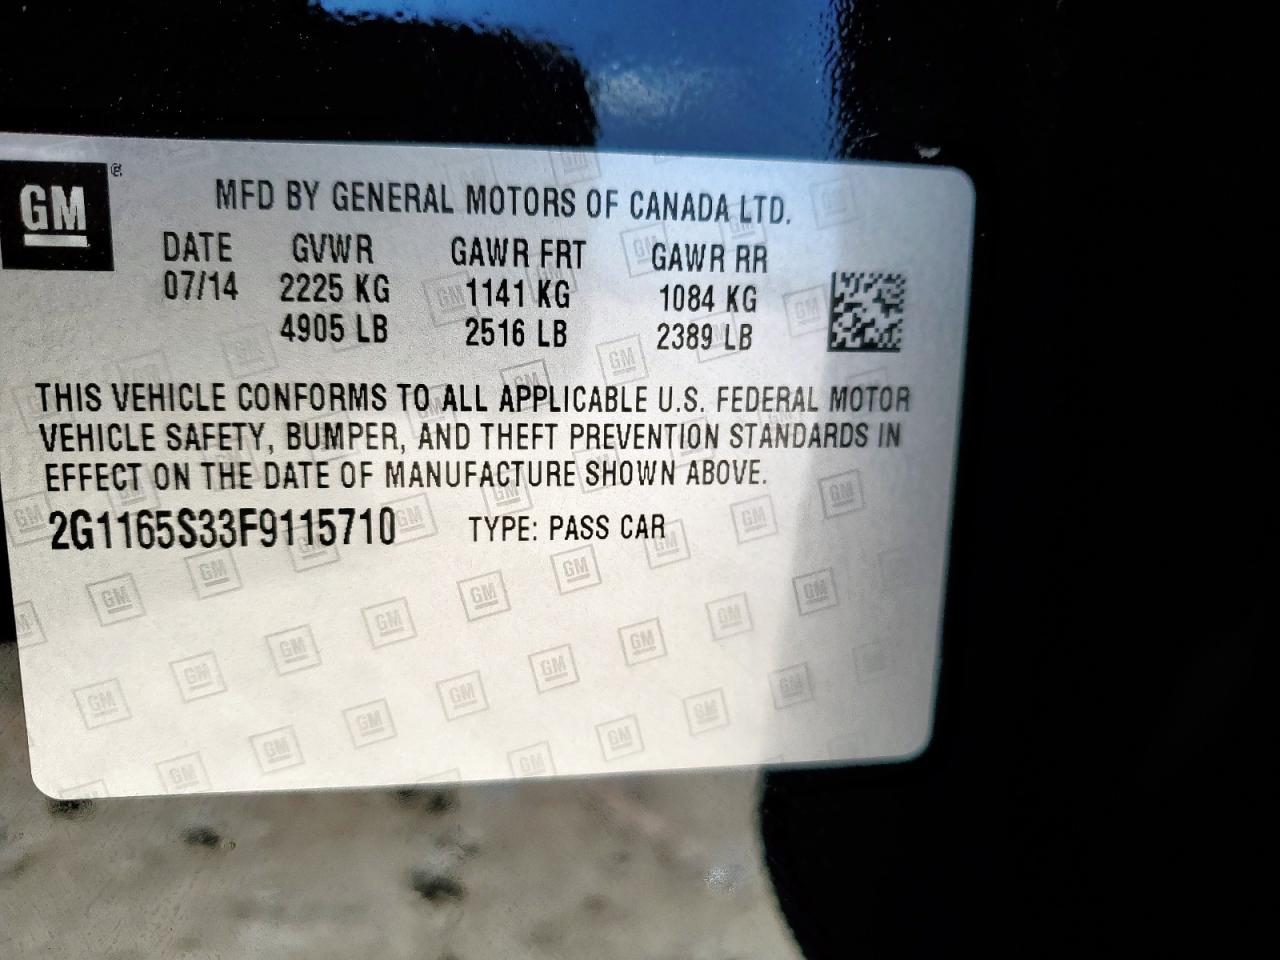 GM®
MFD BY GENERAL MOTORS OF CANADA LTD.
DATE GVWR GAWR FRT GAWR RR
07/14 2225 KG 1141 KG 1084 KG
4905 LB 2516 LB 2389 LB
THIS VEHICLE CONFORMS TO ALL APPLICABLE U.S. FEDERAL MOTOR
VEHICLE SAFETY, BUMPER, AND THEFT PREVENTION STANDARDS IN
EFFECT ON THE DATE OF MANUFACTURE SHOWN ABOVE.
2G1165S33F9115710 TYPE: PASS CAR